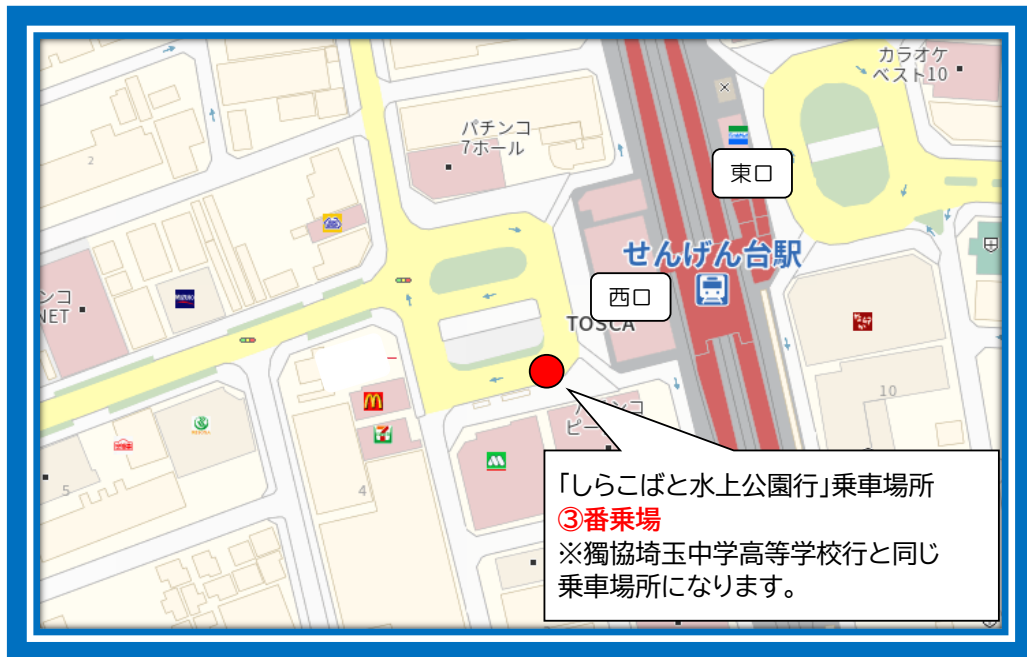 カラオケ
ベスト10
2
パチンコ
7ホール
東口
せんげん台駅
西口
TOSCA
MIZUHO
10
5
4
「しらこばと水上公園行」乗車場所
③番乗場
※獨協埼玉中学高等学校行と同じ
乗車場所になります。